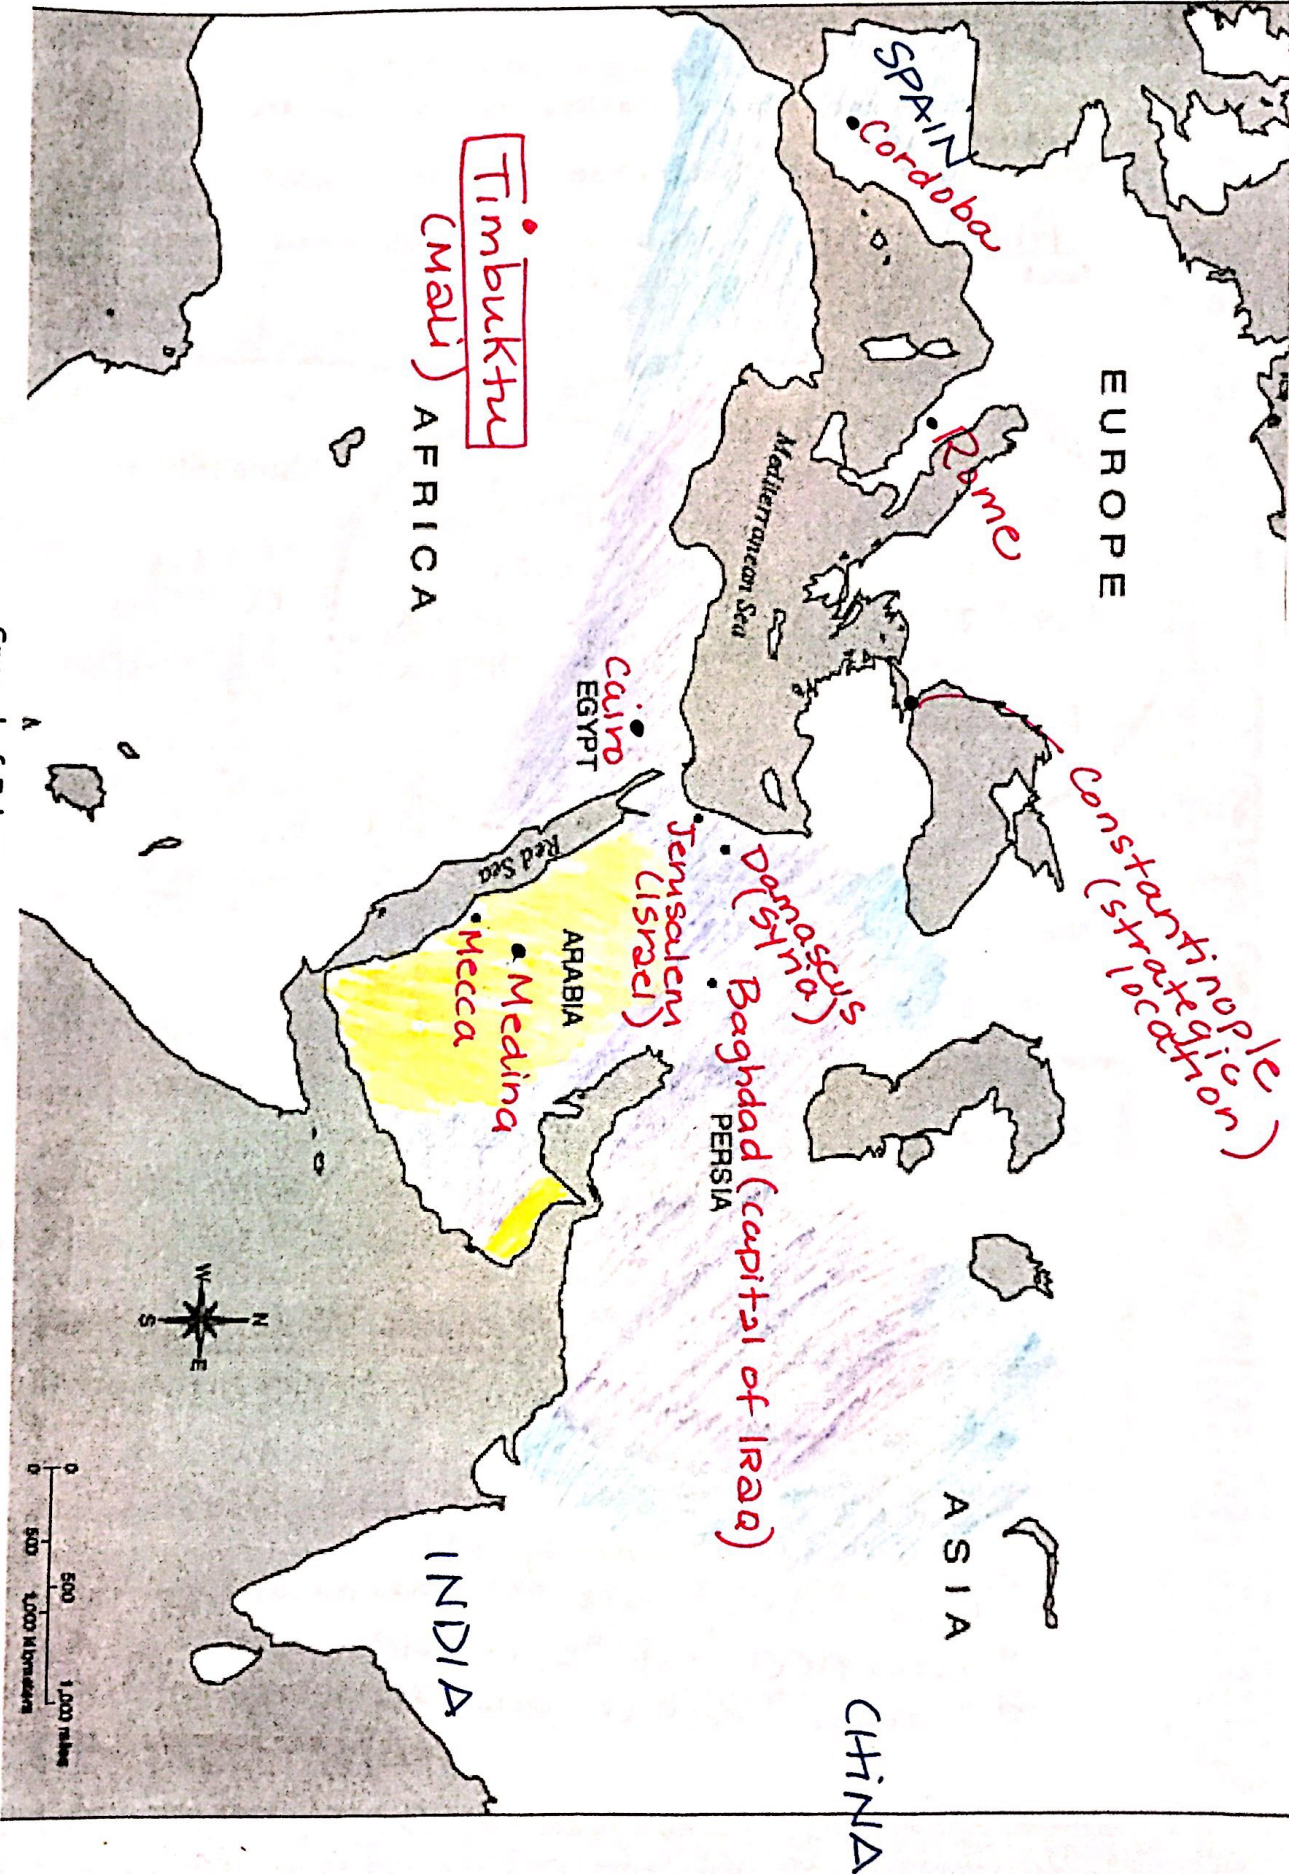 SPAIN
Cordoba
EUROPE
Rome
Constantinople
(strategic
location)
Timbuktu
(Mali)
AFRICA
Mediterranean Sea
Cairo
EGYPT
Red Sea
Jerusalem
(Israel)
Damascus
(Syria)
Baghdad (capital of IRaQ)
PERSIA
ARABIA
Medina
Mecca
ASIA
CHiNA
INDIA
N
W
E
S
0 500 1,000 miles
0 500 1,000 kilometers